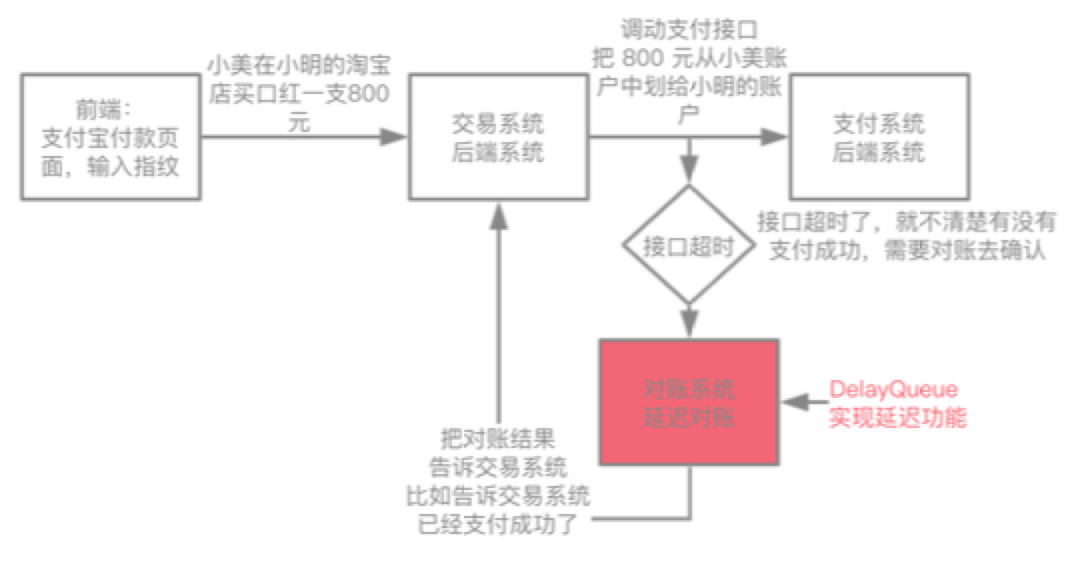 前端：
支付宝付款页
面，输入指纹
小美在小明的淘宝
店买口红一支800
元
交易系统
后端系统
调动支付接口
把 800 元从小美账
户中划给小明的账
户
支付系统
后端系统
接口超时
接口超时了，就不清楚有没有
支付成功，需要对账去确认
对账系统
延迟对账
DelayQueue
实现延迟功能
把对账结果
告诉交易系统
比如告诉交易系统
已经支付成功了